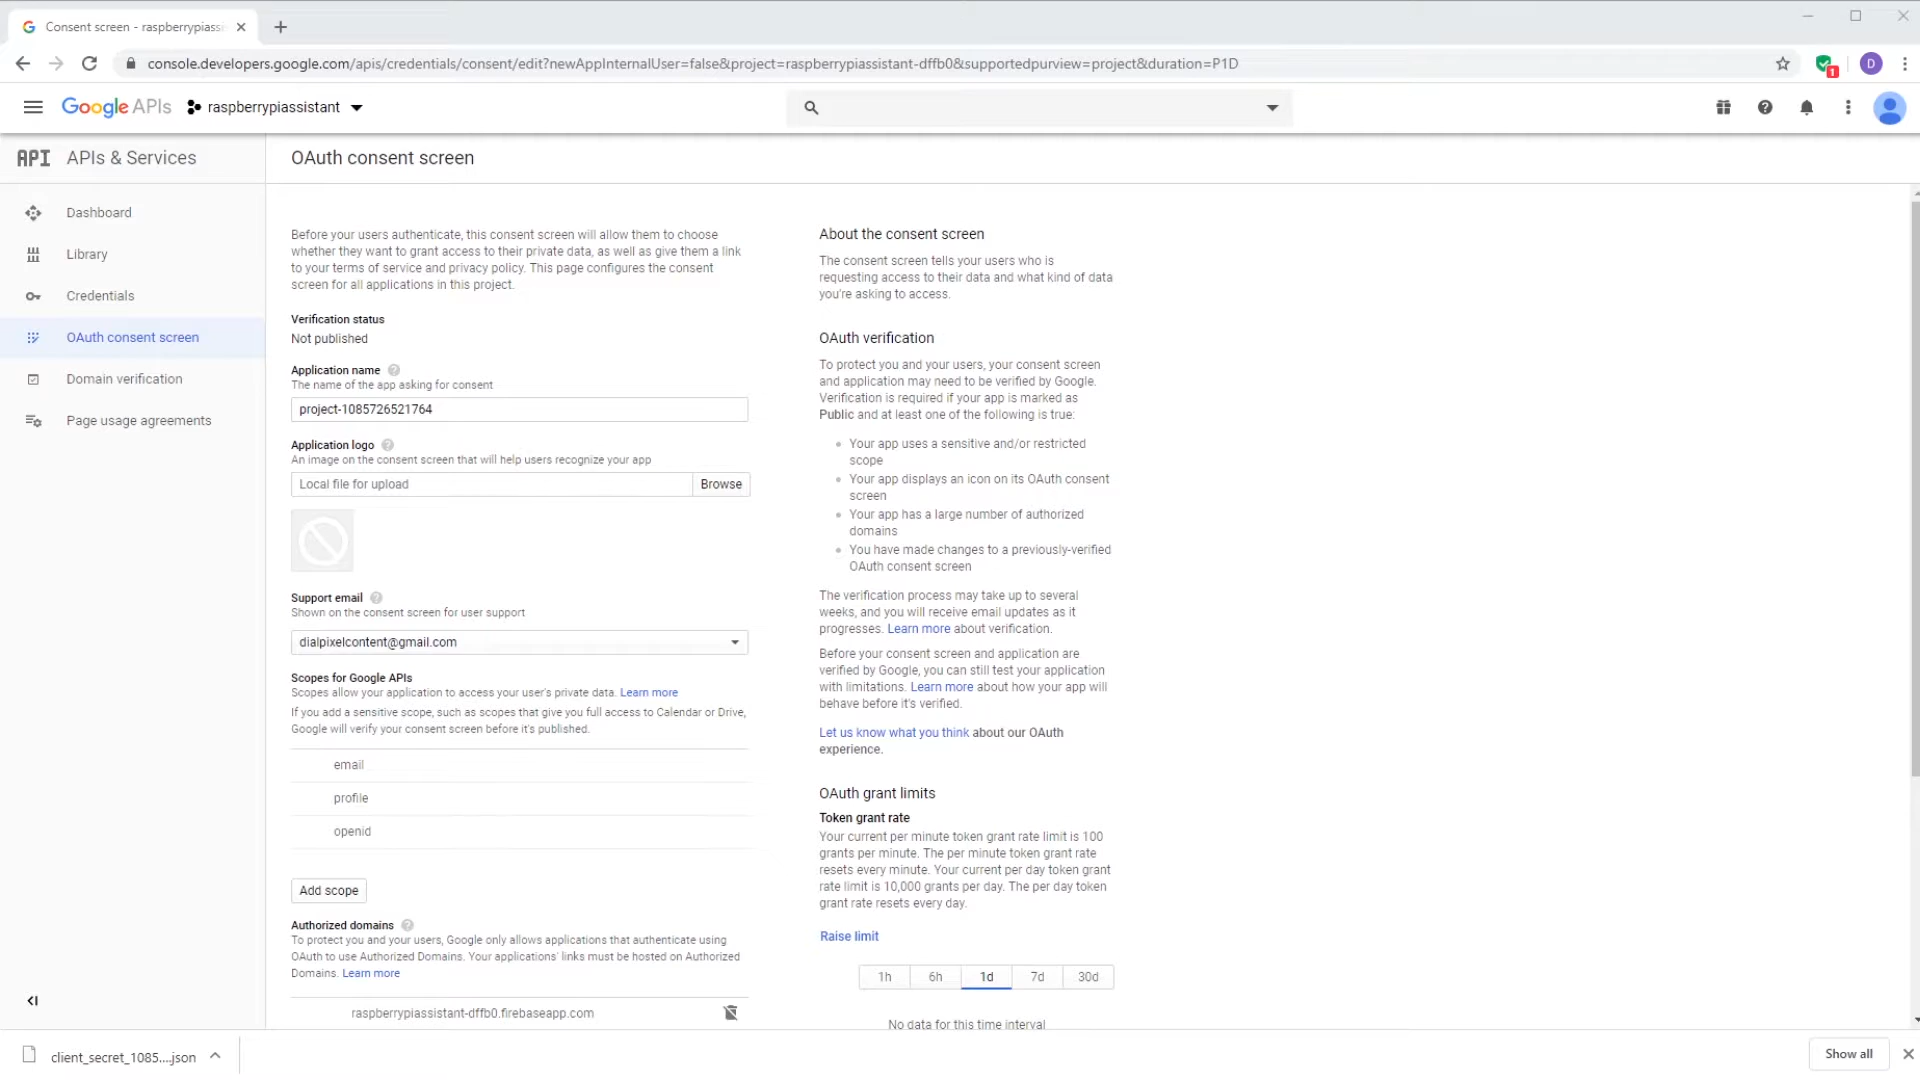 Consent screen - raspberrypiassi
console.developers.google.com/apis/credentials/consent/edit?newAppInternalUser=false&project=raspberrypiassistant-dffb0&supportedpurview=project&duration=P1D
1
D
Google APIs
raspberrypiassistant
API APIs & Services
OAuth consent screen
Dashboard
Library
Credentials
OAuth consent screen
Domain verification
Page usage agreements
Before your users authenticate, this consent screen will allow them to choose
whether they want to grant access to their private data, as well as give them a link
to your terms of service and privacy policy. This page configures the consent
screen for all applications in this project.
Verification status
Not published
Application name
The name of the app asking for consent
project-1085726521764
Application logo
An image on the consent screen that will help users recognize your app
Local file for upload
Browse
Support email
Shown on the consent screen for user support
dialpixelcontent@gmail.com
Scopes for Google APIs
Scopes allow your application to access your user's private data. Learn more
If you add a sensitive scope, such as scopes that give you full access to Calendar or Drive,
Google will verify your consent screen before it's published.
email
profile
openid
Add scope
Authorized domains
To protect you and your users, Google only allows applications that authenticate using
OAuth to use Authorized Domains. Your applications' links must be hosted on Authorized
Domains. Learn more
raspberrypiassistant-dffb0.firebaseapp.com
About the consent screen
The consent screen tells your users who is
requesting access to their data and what kind of data
you're asking to access.
OAuth verification
To protect you and your users, your consent screen
and application may need to be verified by Google.
Verification is required if your app is marked as
Public and at least one of the following is true:
Your app uses a sensitive and/or restricted
scope
Your app displays an icon on its OAuth consent
screen
Your app has a large number of authorized
domains
You have made changes to a previously-verified
OAuth consent screen
The verification process may take up to several
weeks, and you will receive email updates as it
progresses. Learn more about verification.
Before your consent screen and application are
verified by Google, you can still test your application
with limitations. Learn more about how your app will
behave before it's verified.
Let us know what you think about our OAuth
experience.
OAuth grant limits
Token grant rate
Your current per minute token grant rate limit is 100
grants per minute. The per minute token grant rate
resets every minute. Your current per day token grant
rate limit is 10,000 grants per day. The per day token
grant rate resets every day.
Raise limit
1h 6h 1d 7d 30d
No data for this time interval
client_secret_1085....json
Show all